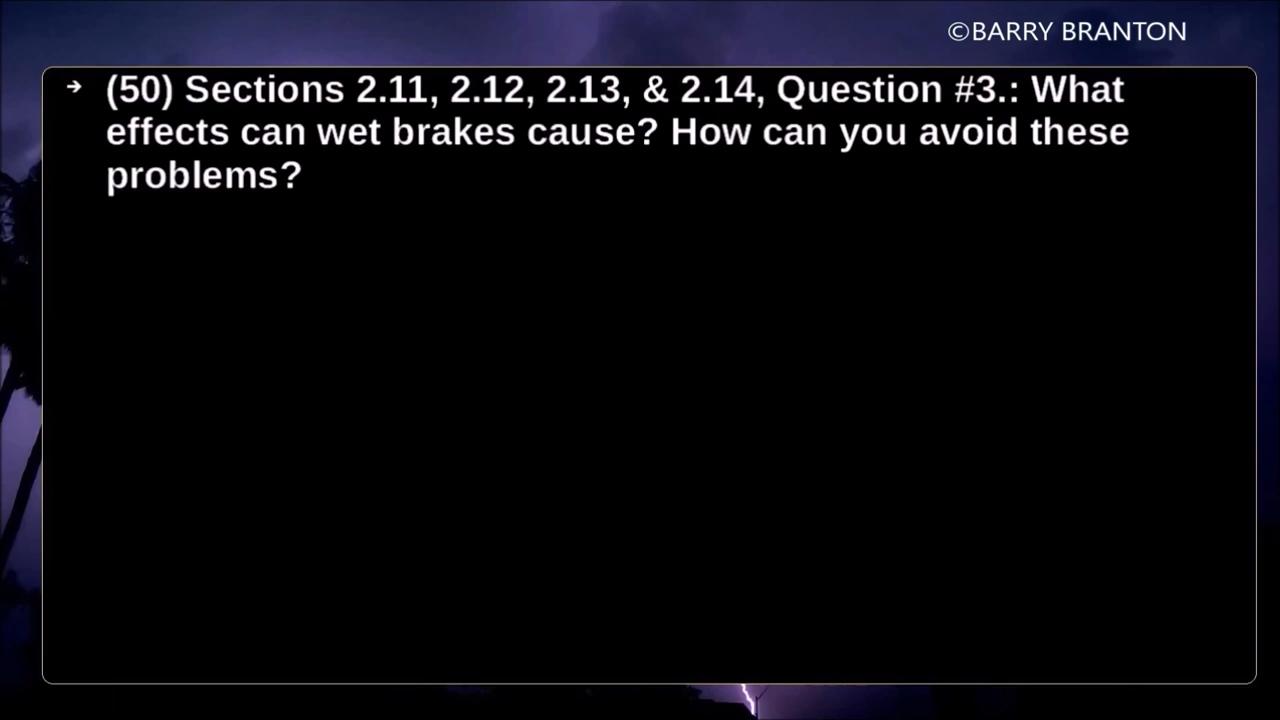 ©BARRY BRANTON
➔ (50) Sections 2.11, 2.12, 2.13, & 2.14, Question #3.: What
effects can wet brakes cause? How can you avoid these
problems?